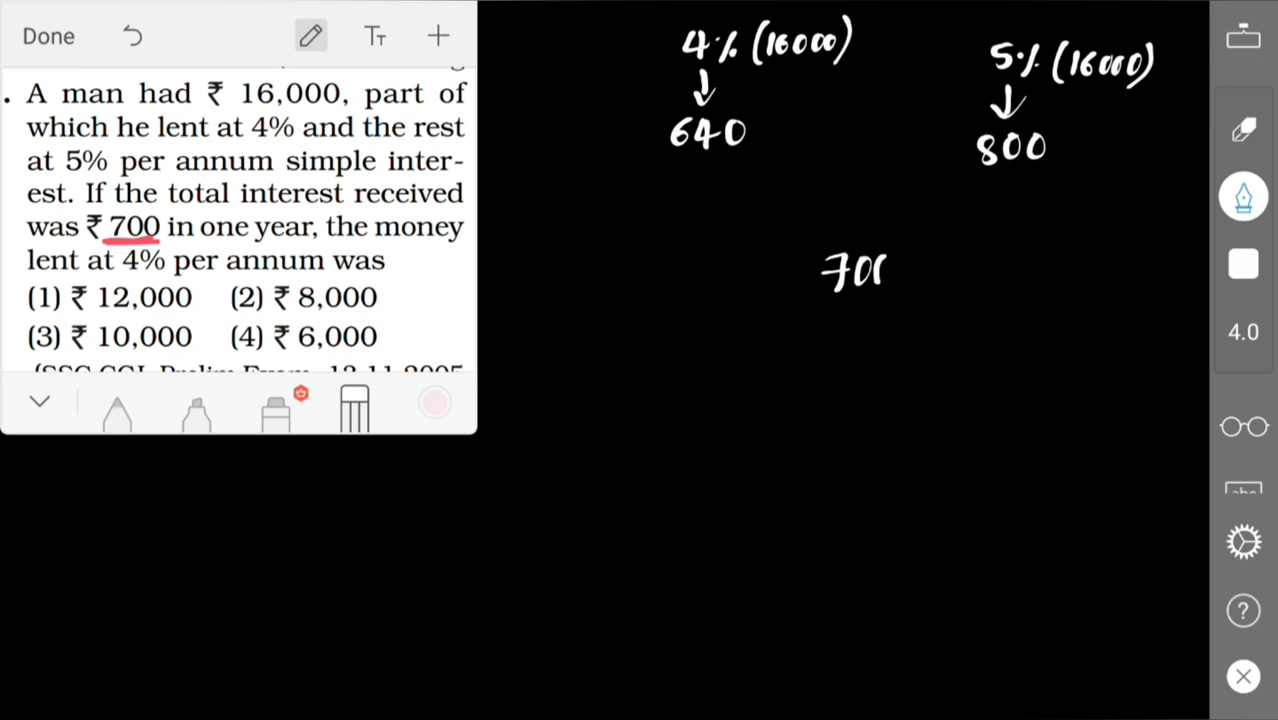 Done
. A man had ₹ 16,000, part of
which he lent at 4% and the rest
at 5% per annum simple inter-
est. If the total interest received
was ₹ 700 in one year, the money
lent at 4% per annum was
(1) ₹ 12,000 (2) ₹ 8,000
(3) ₹ 10,000 (4) ₹ 6,000
4% (16000)
↓
640
5% (16000)
↓
800
700
4.0
abc
?